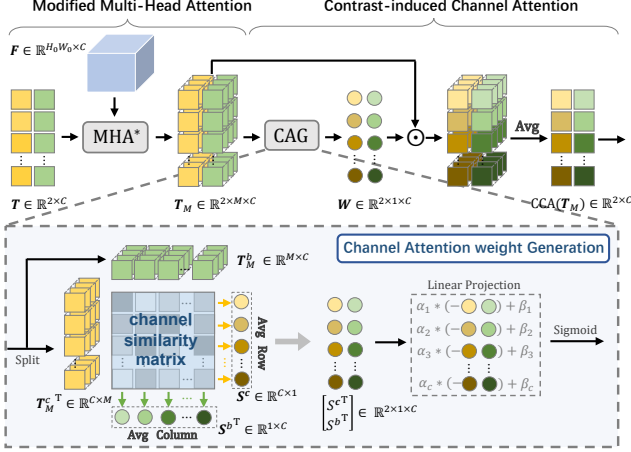 Modified Multi-Head Attention
Contrast-induced Channel Attention
F ∈ ℝ^{H₀W₀×C}
MHA*
CAG
Avg
T ∈ ℝ^{2×C}
T_M ∈ ℝ^{2×M×C}
W ∈ ℝ^{2×1×C}
CCA(T_M) ∈ ℝ^{2×C}
T_M^b ∈ ℝ^{M×C}
Channel Attention weight Generation
Split
channel
similarity
matrix
Avg Row
Linear Projection
α₁ * (− ) + β₁
α₂ * (− ) + β₂
α₃ * (− ) + β₃
α_c * (− ) + β_c
Sigmoid
T_M^{c T} ∈ ℝ^{C×M}
S^c ∈ ℝ^{C×1}
Avg Column
S^{b T} ∈ ℝ^{1×C}
[S^{c T}
S^{b T}] ∈ ℝ^{2×1×C}